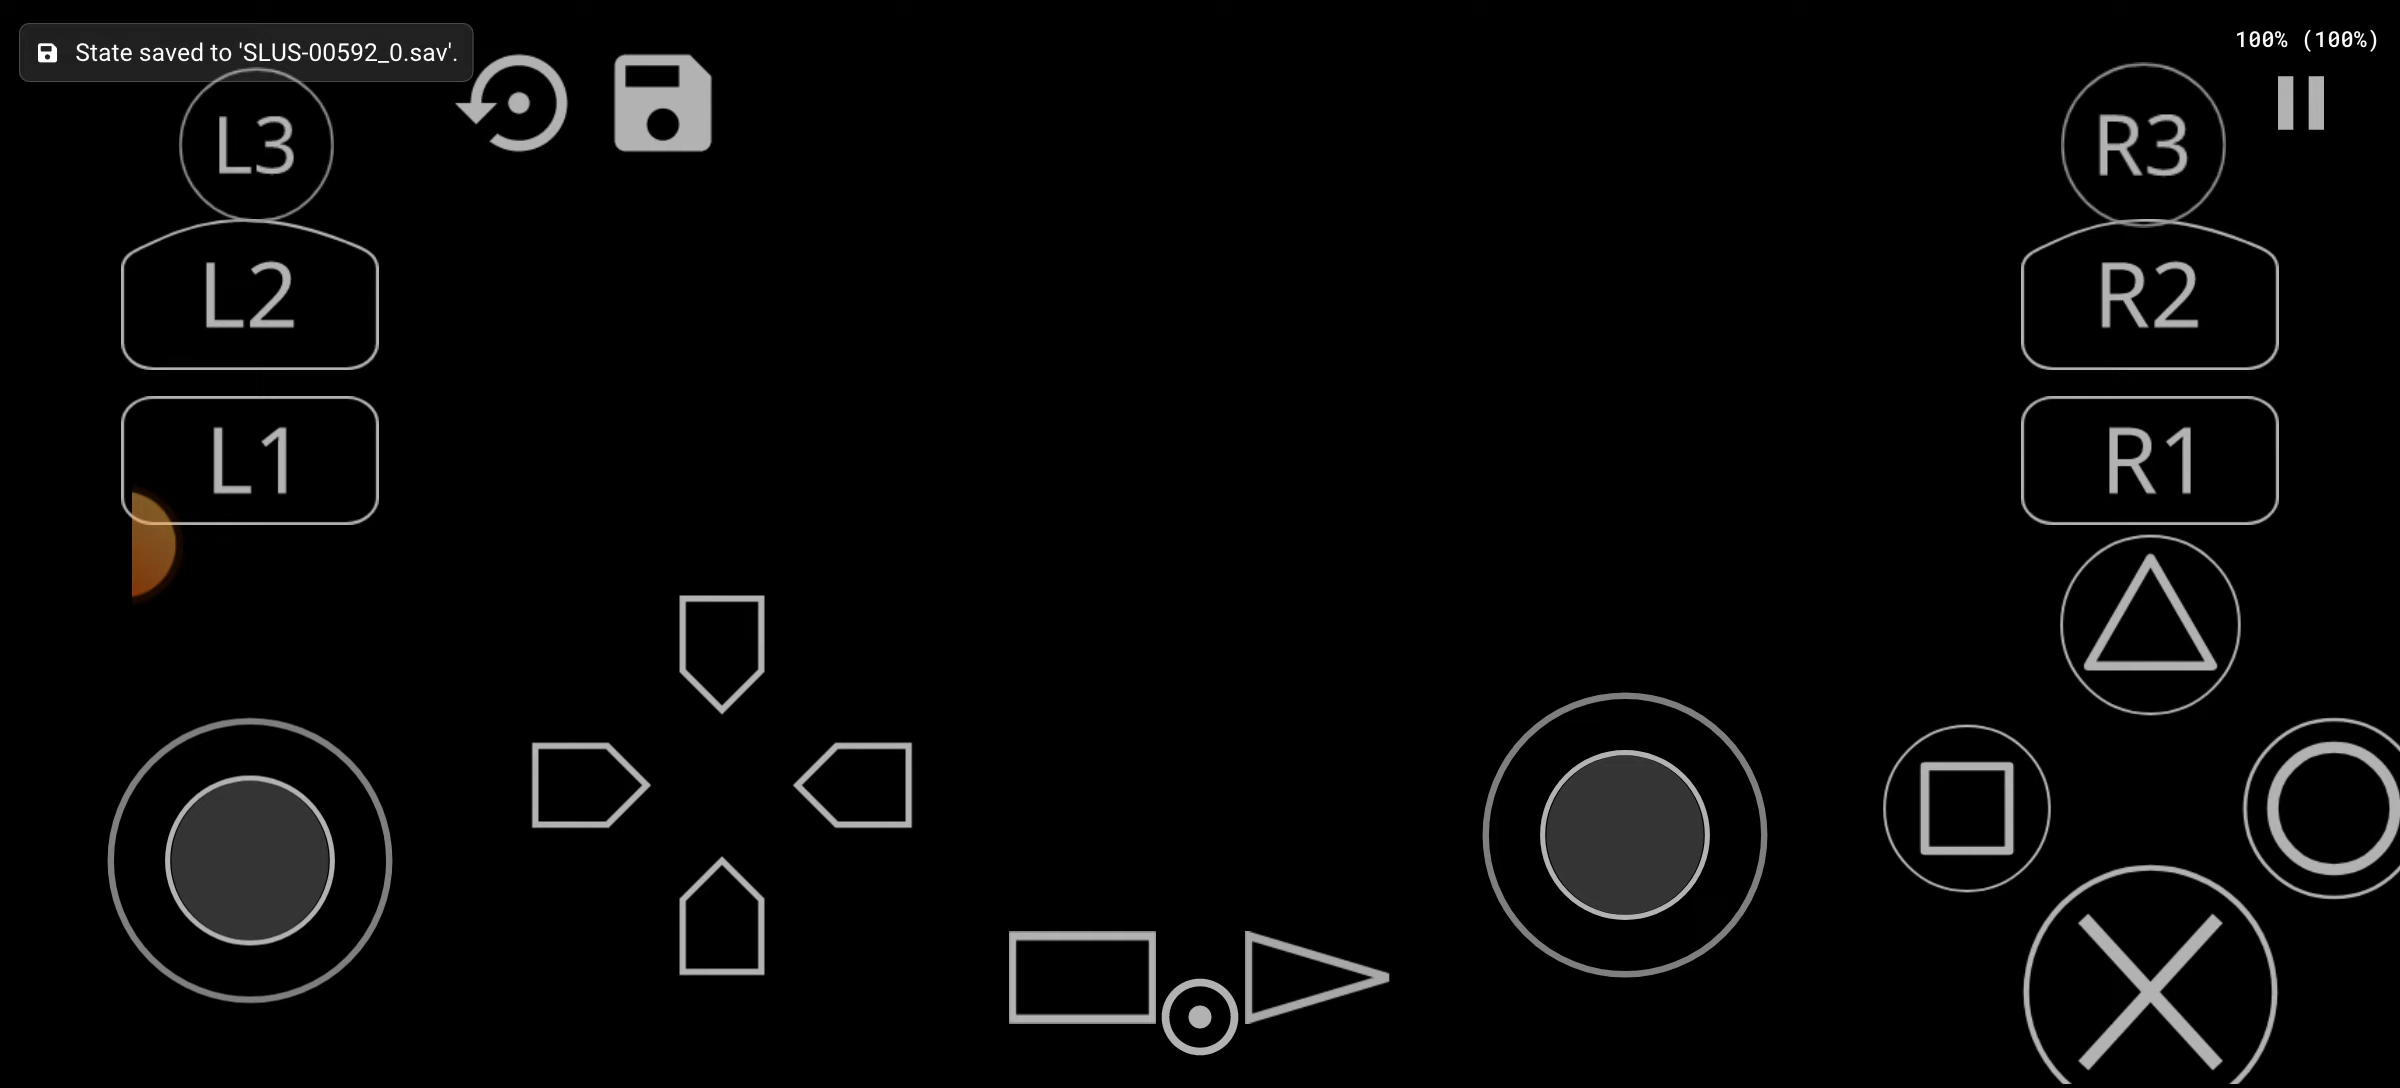 State saved to 'SLUS-00592_0.sav'.
100% (100%)
L3
R3
L2
R2
L1
R1